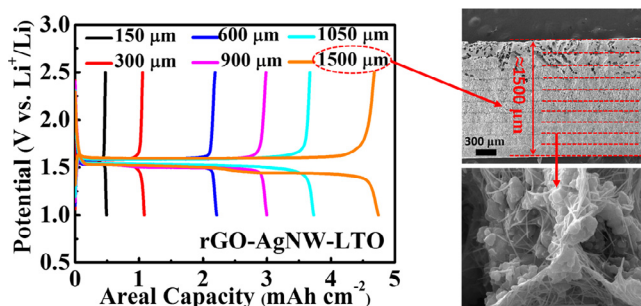 3.0
2.5
2.0
1.5
1.0
Potential (V vs. Li⁺/Li)
150 μm 600 μm 1050 μm
300 μm 900 μm 1500 μm
rGO-AgNW-LTO
0 1 2 3 4 5
Areal Capacity (mAh cm⁻²)
≈1500 μm
300 μm